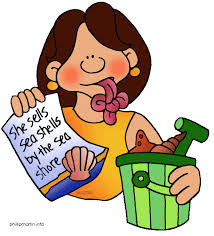 She sells
sea shells
by the sea
shore
philipmartin.info